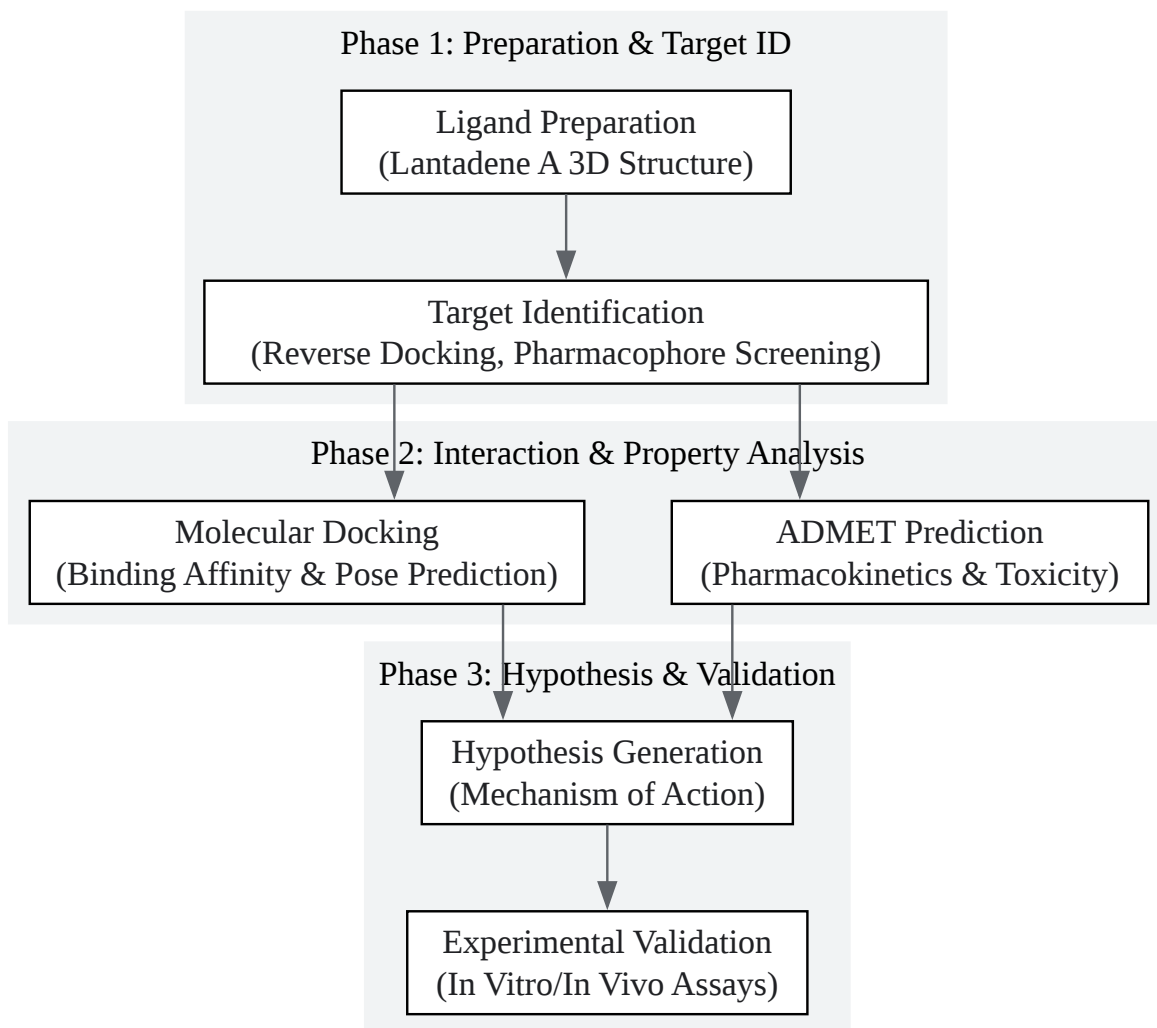 Phase 1: Preparation & Target ID
Ligand Preparation
(Lantadene A 3D Structure)
Target Identification
(Reverse Docking, Pharmacophore Screening)
Phase 2: Interaction & Property Analysis
Molecular Docking
(Binding Affinity & Pose Prediction)
ADMET Prediction
(Pharmacokinetics & Toxicity)
Phase 3: Hypothesis & Validation
Hypothesis Generation
(Mechanism of Action)
Experimental Validation
(In Vitro/In Vivo Assays)